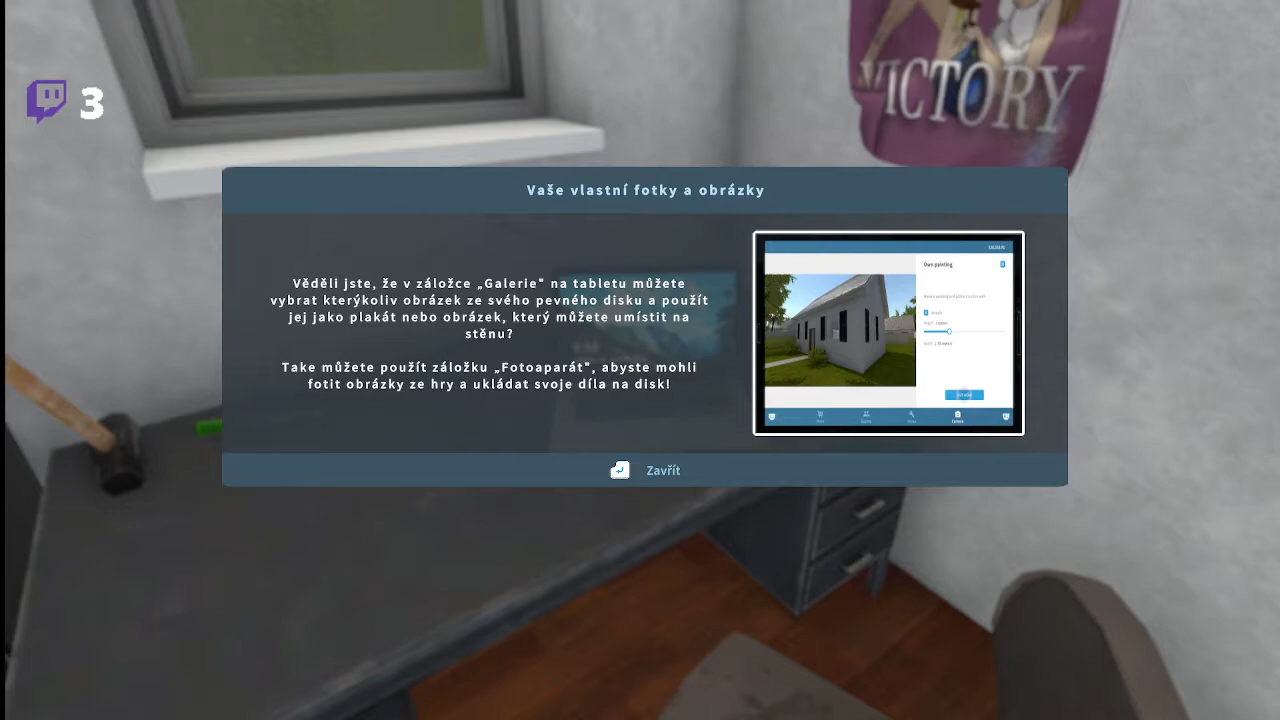 VICTORY
3
Vaše vlastní fotky a obrázky
Věděli jste, že v záložce „Galerie" na tabletu můžete
vybrat kterýkoliv obrázek ze svého pevného disku a použít
jej jako plakát nebo obrázek, který můžete umístit na
stěnu?
Take můžete použít záložku „Fotoaparát", abyste mohli
fotit obrázky ze hry a ukládat svoje díla na disk!
Own painting
Zavřít